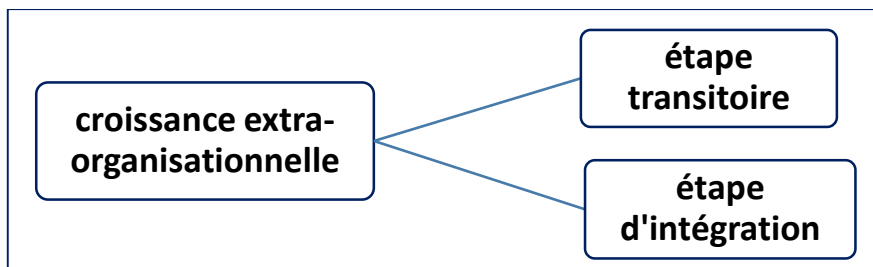 croissance extra-
organisationnelle
étape
transitoire
étape
d'intégration